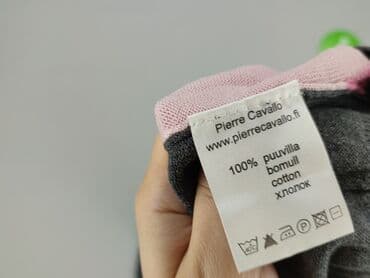 Pierre Cavallo
www.pierrecavallo.fi
100% puuvilla
bomull
cotton
хлопок